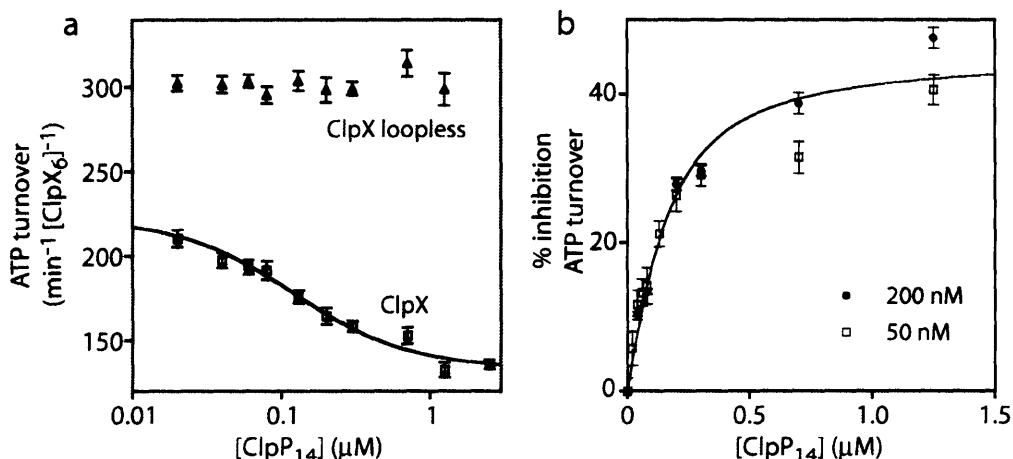 a
ATP turnover
(min⁻¹ [ClpX₆]⁻¹)
300
250
200
150
ClpX loopless
ClpX
0.01
0.1
1
[ClpP₁₄] (μM)
b
% inhibition
ATP turnover
40
20
0
200 nM
50 nM
0
0.5
1.0
1.5
[ClpP₁₄] (μM)